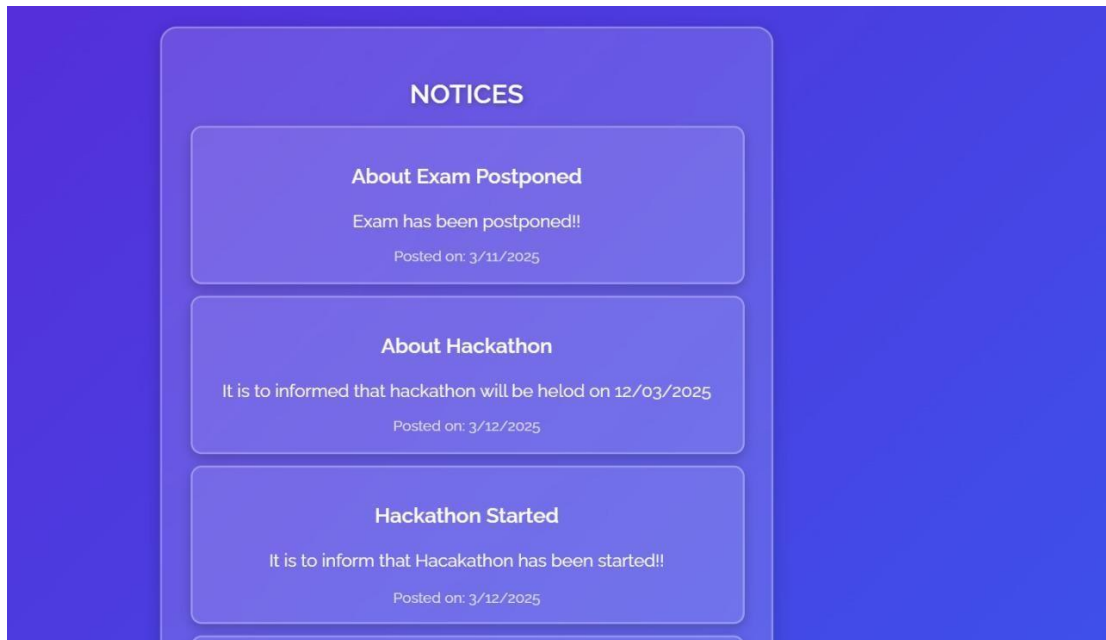 NOTICES
About Exam Postponed
Exam has been postponed!!
Posted on: 3/11/2025
About Hackathon
It is to informed that hackathon will be helod on 12/03/2025
Posted on: 3/12/2025
Hackathon Started
It is to inform that Hacakathon has been started!!
Posted on: 3/12/2025